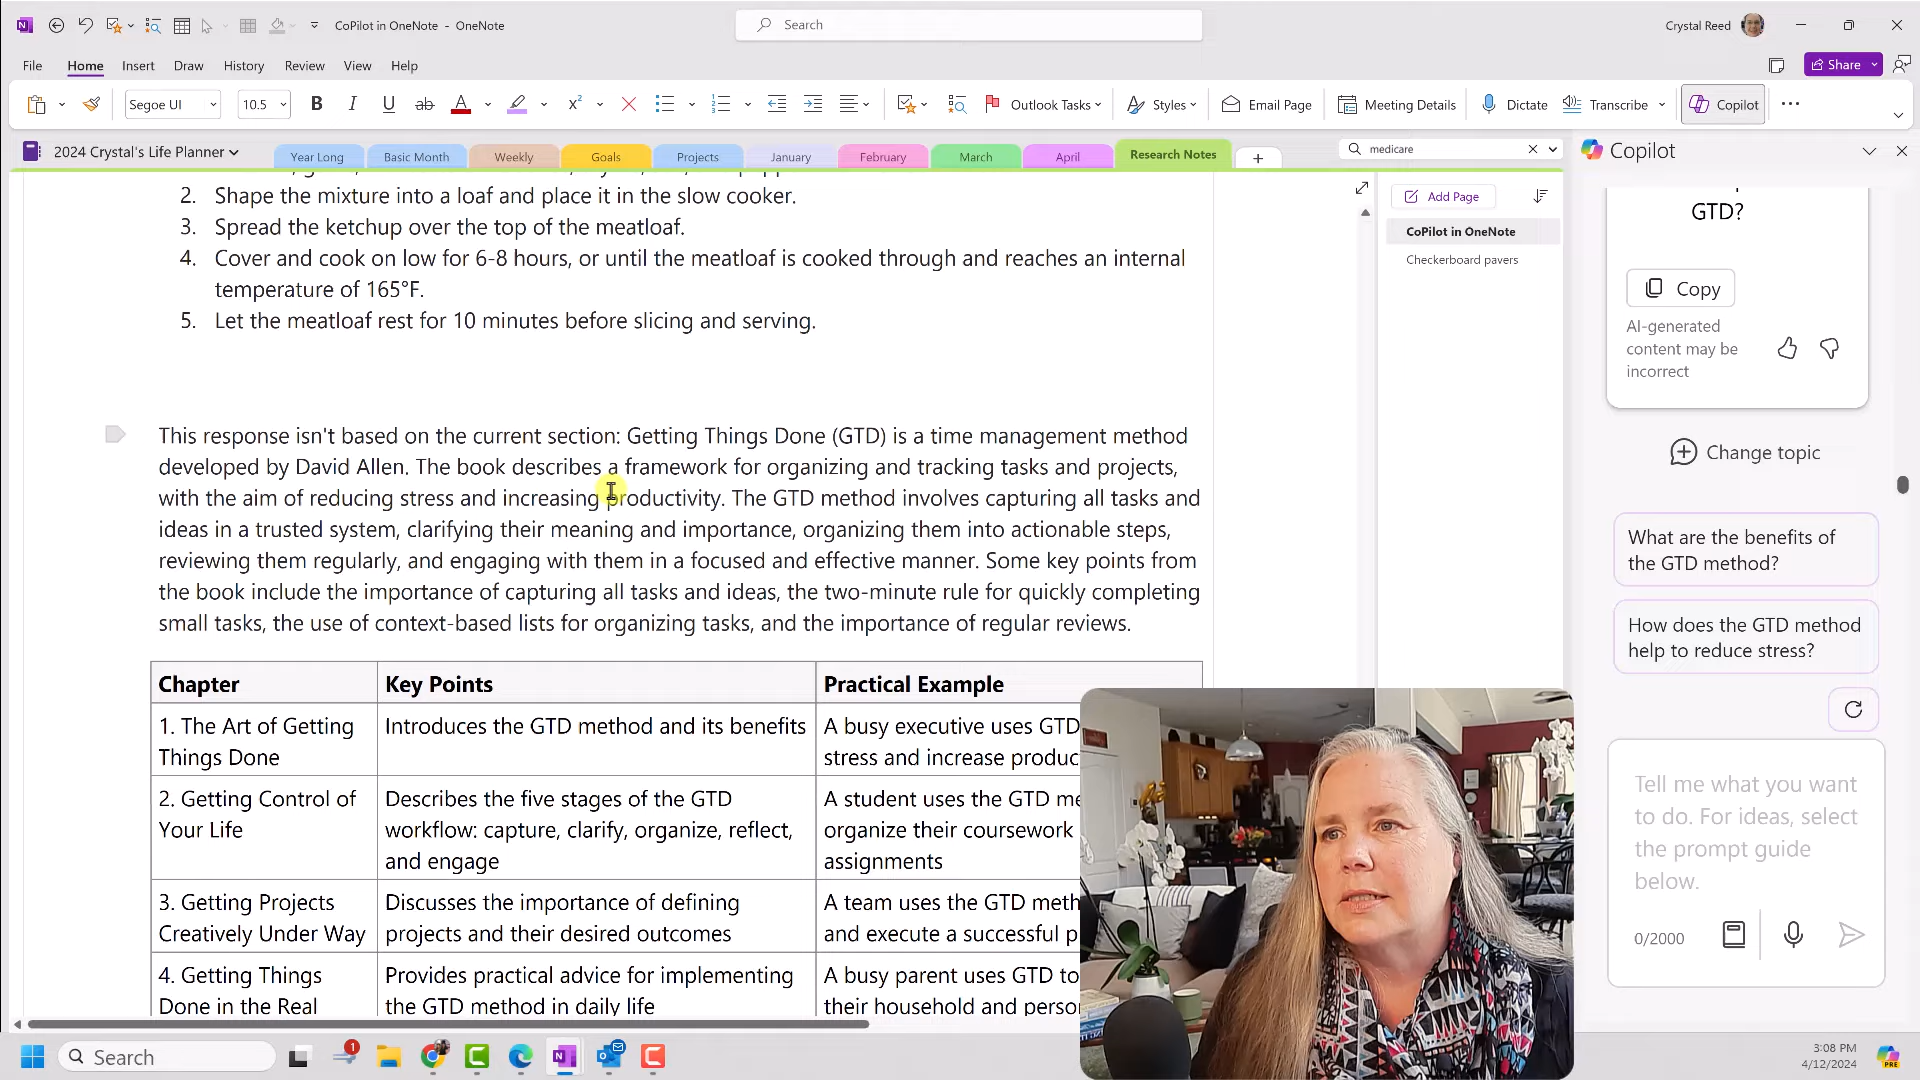 CoPilot in OneNote - OneNote
Search
Crystal Reed
File Home Insert Draw History Review View Help
Share
Segoe UI 10.5 B I U ab A x² Outlook Tasks Styles Email Page Meeting Details Dictate Transcribe Copilot
2024 Crystal's Life Planner
Year Long Basic Month Weekly Goals Projects January February March April Research Notes +
medicare
Copilot
2. Shape the mixture into a loaf and place it in the slow cooker.
3. Spread the ketchup over the top of the meatloaf.
4. Cover and cook on low for 6-8 hours, or until the meatloaf is cooked through and reaches an internal
temperature of 165°F.
5. Let the meatloaf rest for 10 minutes before slicing and serving.
This response isn't based on the current section: Getting Things Done (GTD) is a time management method
developed by David Allen. The book describes a framework for organizing and tracking tasks and projects,
with the aim of reducing stress and increasing productivity. The GTD method involves capturing all tasks and
ideas in a trusted system, clarifying their meaning and importance, organizing them into actionable steps,
reviewing them regularly, and engaging with them in a focused and effective manner. Some key points from
the book include the importance of capturing all tasks and ideas, the two-minute rule for quickly completing
small tasks, the use of context-based lists for organizing tasks, and the importance of regular reviews.
Chapter Key Points Practical Example
1. The Art of Getting
Things Done
Introduces the GTD method and its benefits
A busy executive uses GTD
stress and increase produc
2. Getting Control of
Your Life
Describes the five stages of the GTD
workflow: capture, clarify, organize, reflect,
and engage
A student uses the GTD me
organize their coursework
assignments
3. Getting Projects
Creatively Under Way
Discusses the importance of defining
projects and their desired outcomes
A team uses the GTD meth
and execute a successful p
4. Getting Things
Done in the Real
Provides practical advice for implementing
the GTD method in daily life
A busy parent uses GTD to
their household and perso
Add Page
CoPilot in OneNote
Checkerboard pavers
GTD?
Copy
AI-generated
content may be
incorrect
Change topic
What are the benefits of
the GTD method?
How does the GTD method
help to reduce stress?
Tell me what you want
to do. For ideas, select
the prompt guide
below.
0/2000
Search
1
3:08 PM
4/12/2024
PRE